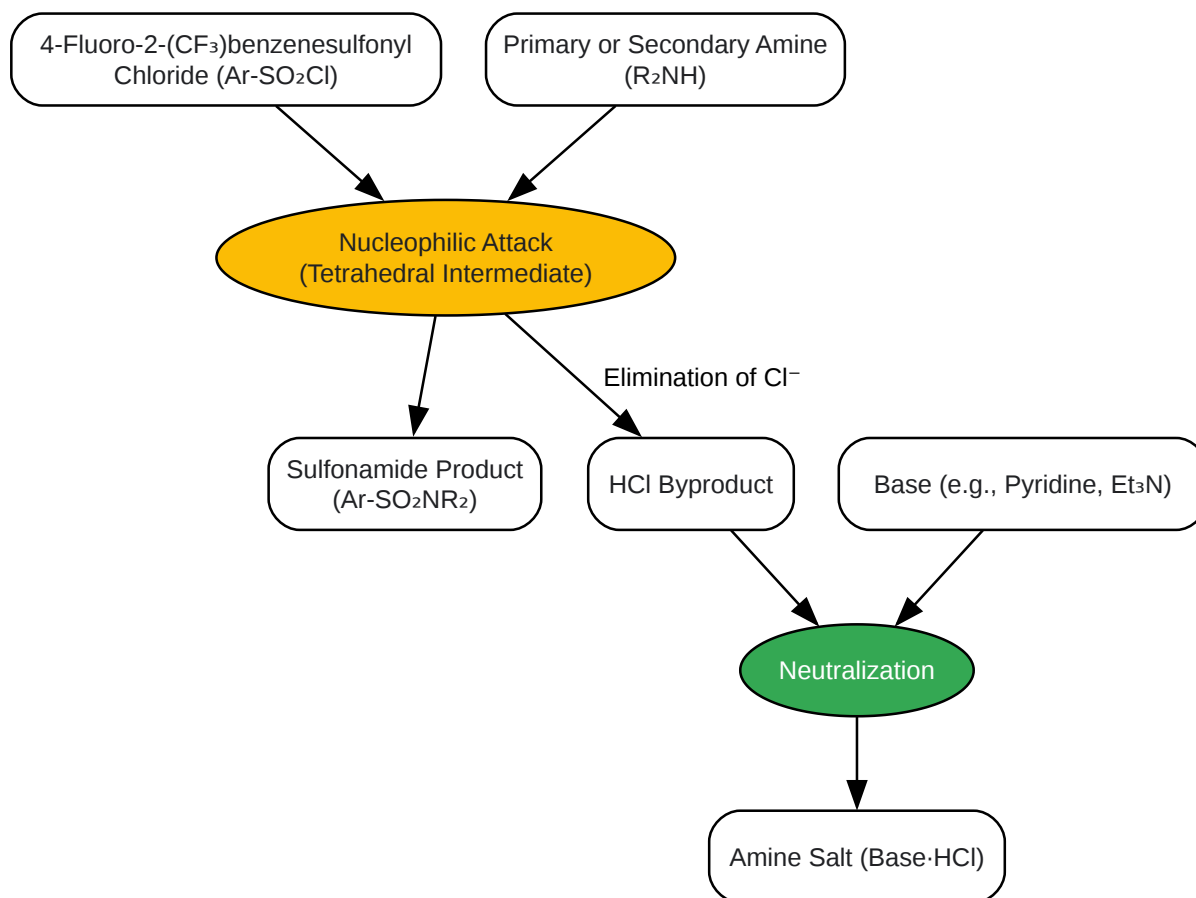 4-Fluoro-2-(CF₃)benzenesulfonyl
Chloride (Ar-SO₂Cl)
Primary or Secondary Amine
(R₂NH)
Nucleophilic Attack
(Tetrahedral Intermediate)
Elimination of Cl⁻
Sulfonamide Product
(Ar-SO₂NR₂)
HCl Byproduct
Base (e.g., Pyridine, Et₃N)
Neutralization
Amine Salt (Base·HCl)